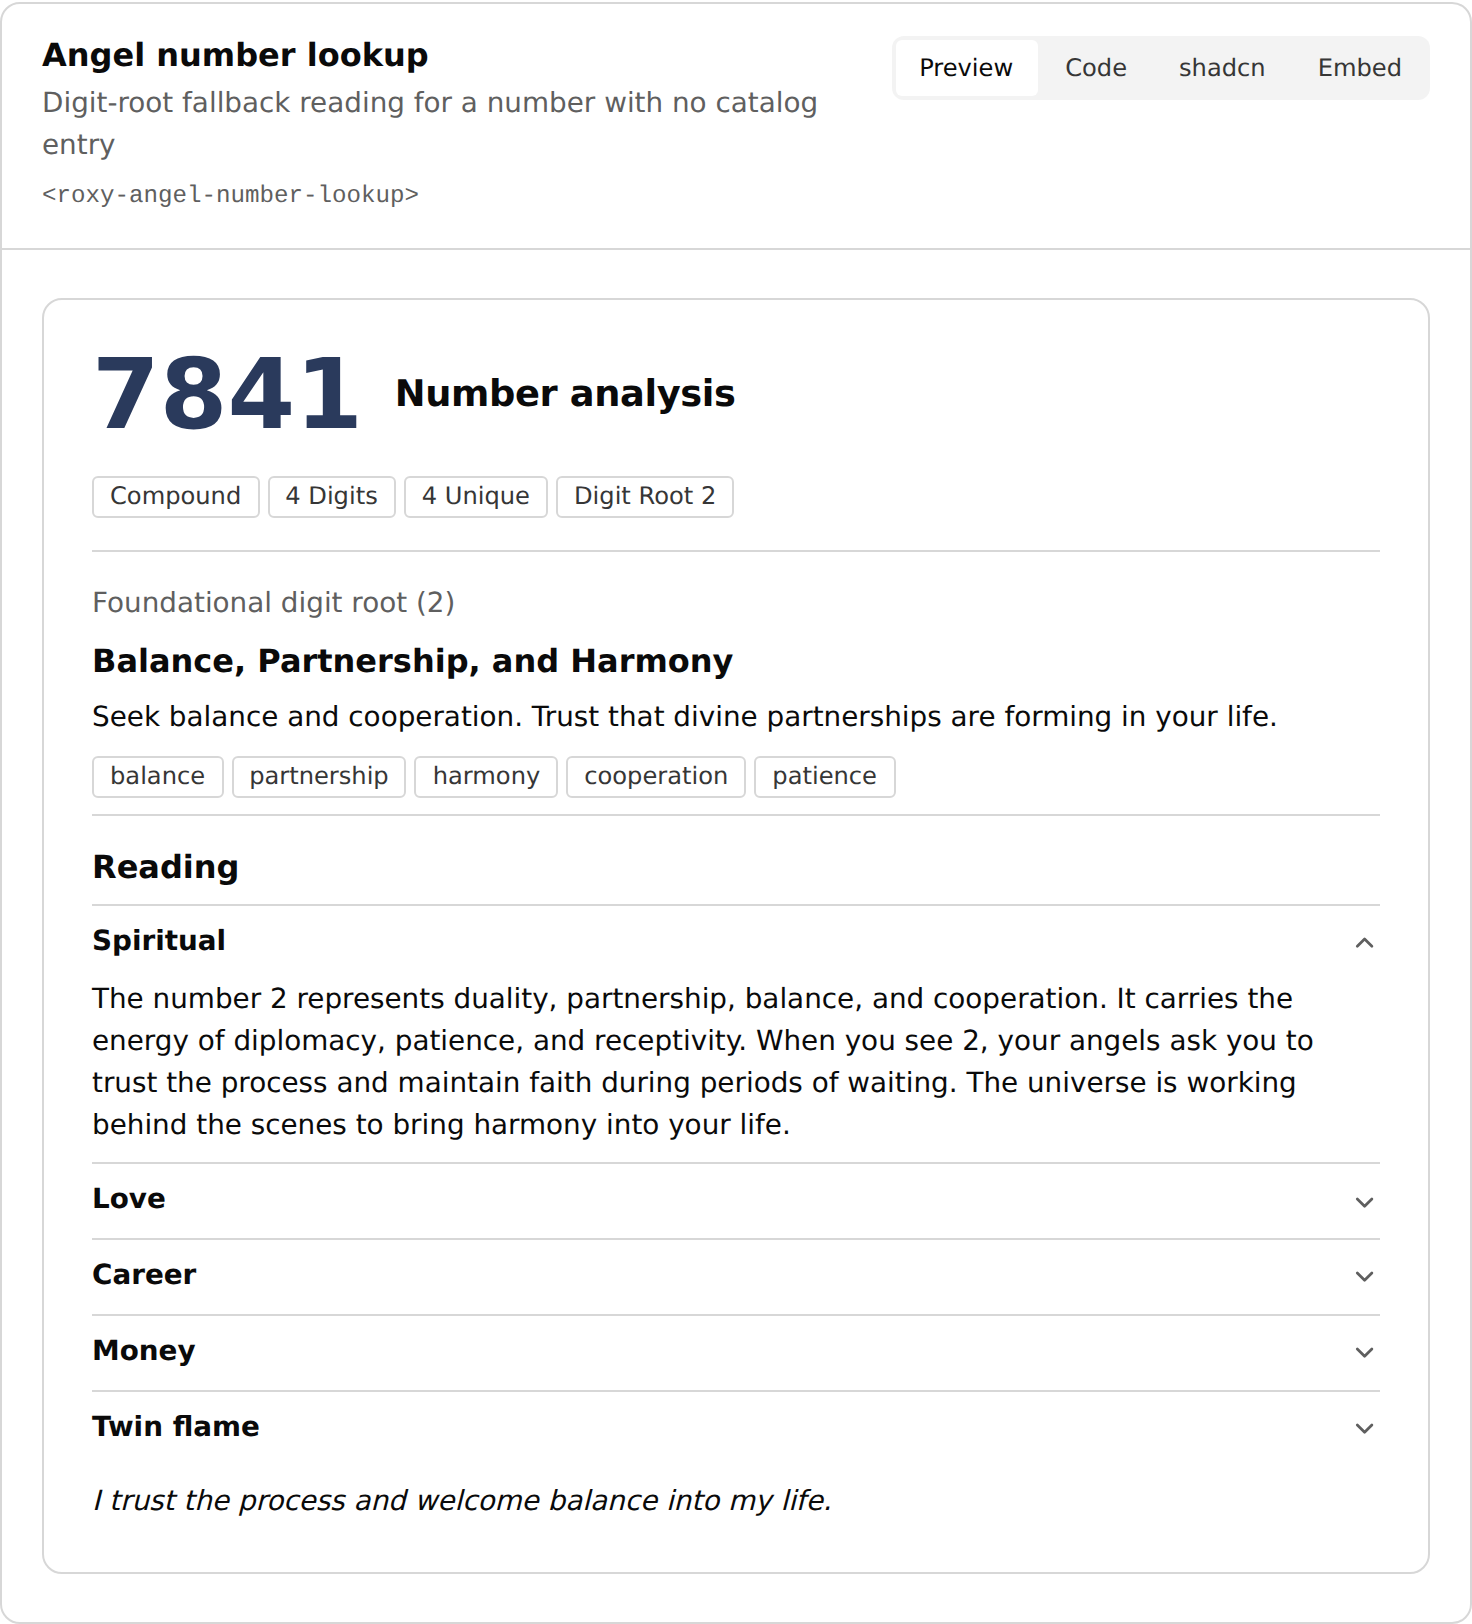 Angel number lookup
Preview Code shadcn Embed
Digit-root fallback reading for a number with no catalog
entry
<roxy-angel-number-lookup>
7841 Number analysis
Compound 4 Digits 4 Unique Digit Root 2
Foundational digit root (2)
Balance, Partnership, and Harmony
Seek balance and cooperation. Trust that divine partnerships are forming in your life.
balance partnership harmony cooperation patience
Reading
Spiritual
The number 2 represents duality, partnership, balance, and cooperation. It carries the
energy of diplomacy, patience, and receptivity. When you see 2, your angels ask you to
trust the process and maintain faith during periods of waiting. The universe is working
behind the scenes to bring harmony into your life.
Love
Career
Money
Twin flame
I trust the process and welcome balance into my life.